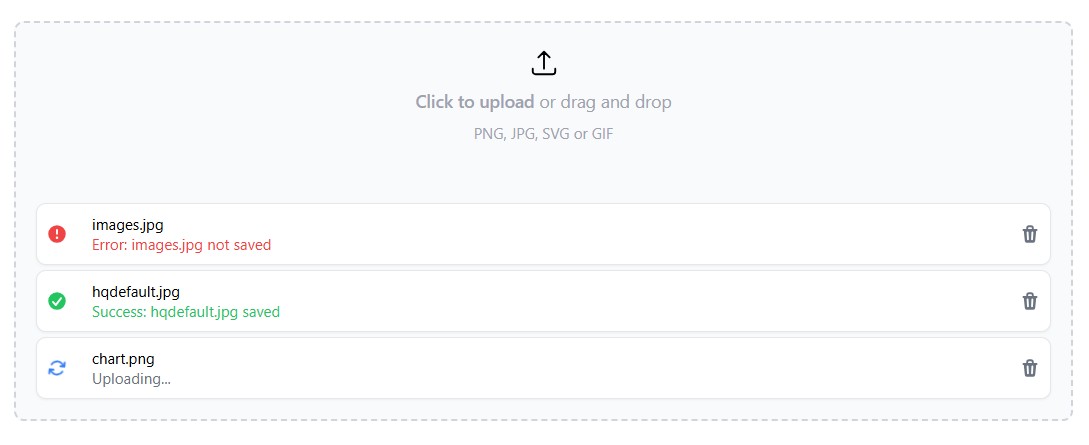 Click to upload or drag and drop
PNG, JPG, SVG or GIF
images.jpg
Error: images.jpg not saved
hqdefault.jpg
Success: hqdefault.jpg saved
chart.png
Uploading...